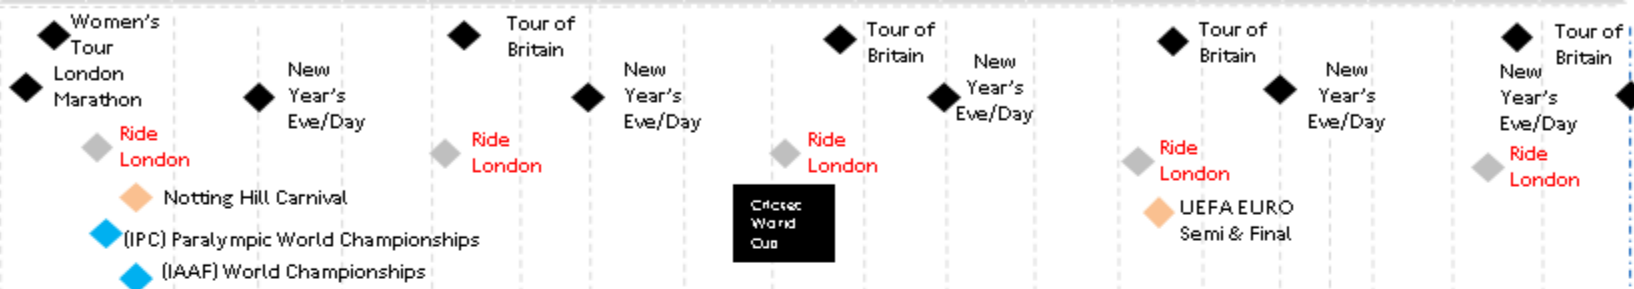 Women's
Tour
London
Marathon
New
Year's
Eve/Day
Ride
London
Notting Hill Carnival
(IPC) Paralympic World Championships
(IAAF) World Championships
Tour of
Britain
New
Year's
Eve/Day
Ride
London
Tour of
Britain
New
Year's
Eve/Day
Ride
London
Cricket
World
Cup
Tour of
Britain
New
Year's
Eve/Day
Ride
London
UEFA EURO
Semi & Final
Tour of
Britain
New
Year's
Eve/Day
Ride
London